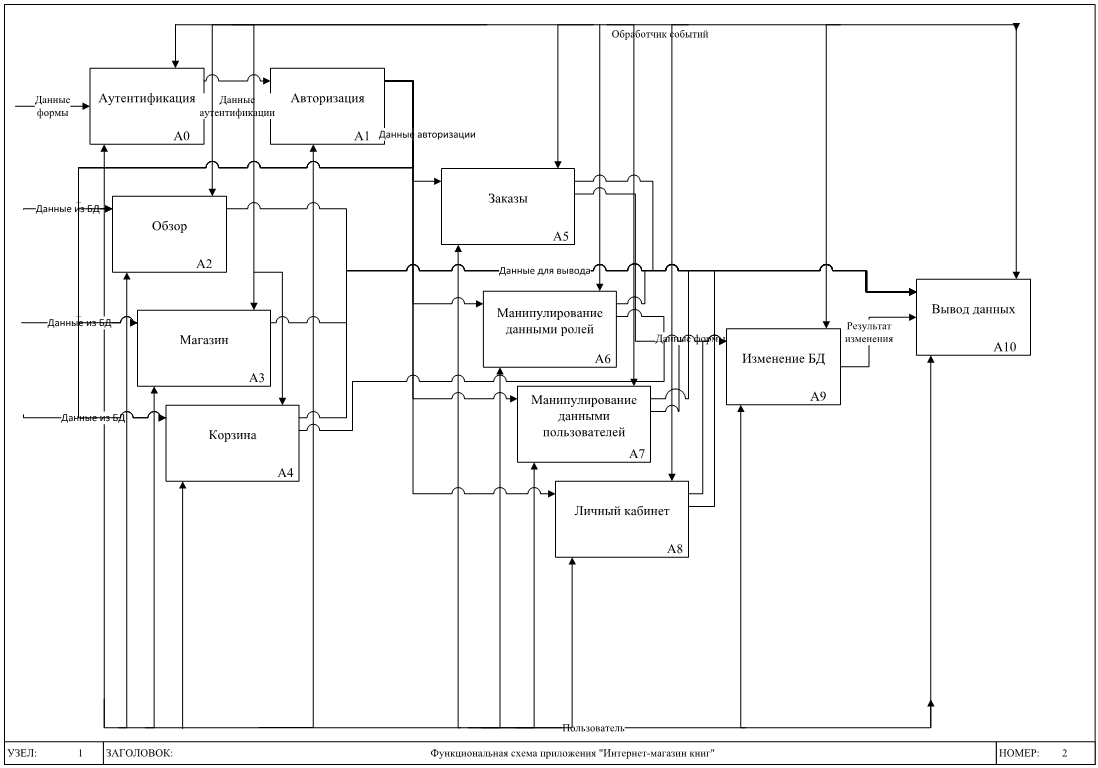 Обработчик событий
Данные
формы
Аутентификация
A0
Данные
аутентификации
Авторизация
A1
Данные авторизации
Данные из БД
Обзор
A2
Заказы
A5
Данные для вывода
Данные из БД
Магазин
A3
Манипулирование
данными ролей
A6
Данные формы
Изменение БД
A9
Результат
изменения
Вывод данных
A10
Данные из БД
Корзина
A4
Манипулирование
данными
пользователей
A7
Личный кабинет
A8
Пользователь
УЗЕЛ: 1 ЗАГОЛОВОК: Функциональная схема приложения "Интернет-магазин книг" НОМЕР: 2